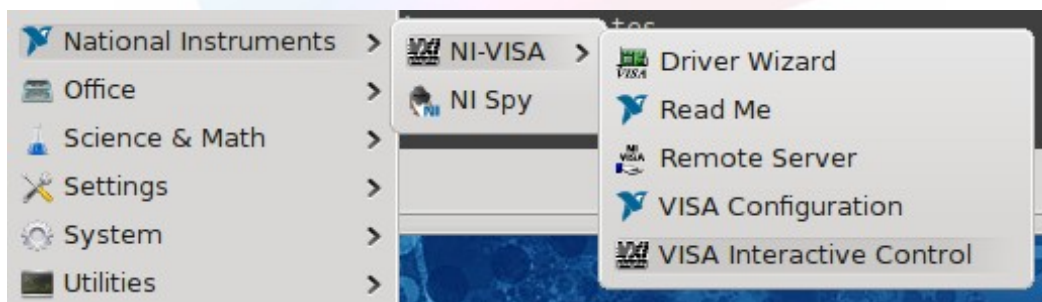 National Instruments
Office
Science & Math
Settings
System
Utilities
NI-VISA
NI Spy
Driver Wizard
Read Me
Remote Server
VISA Configuration
VISA Interactive Control